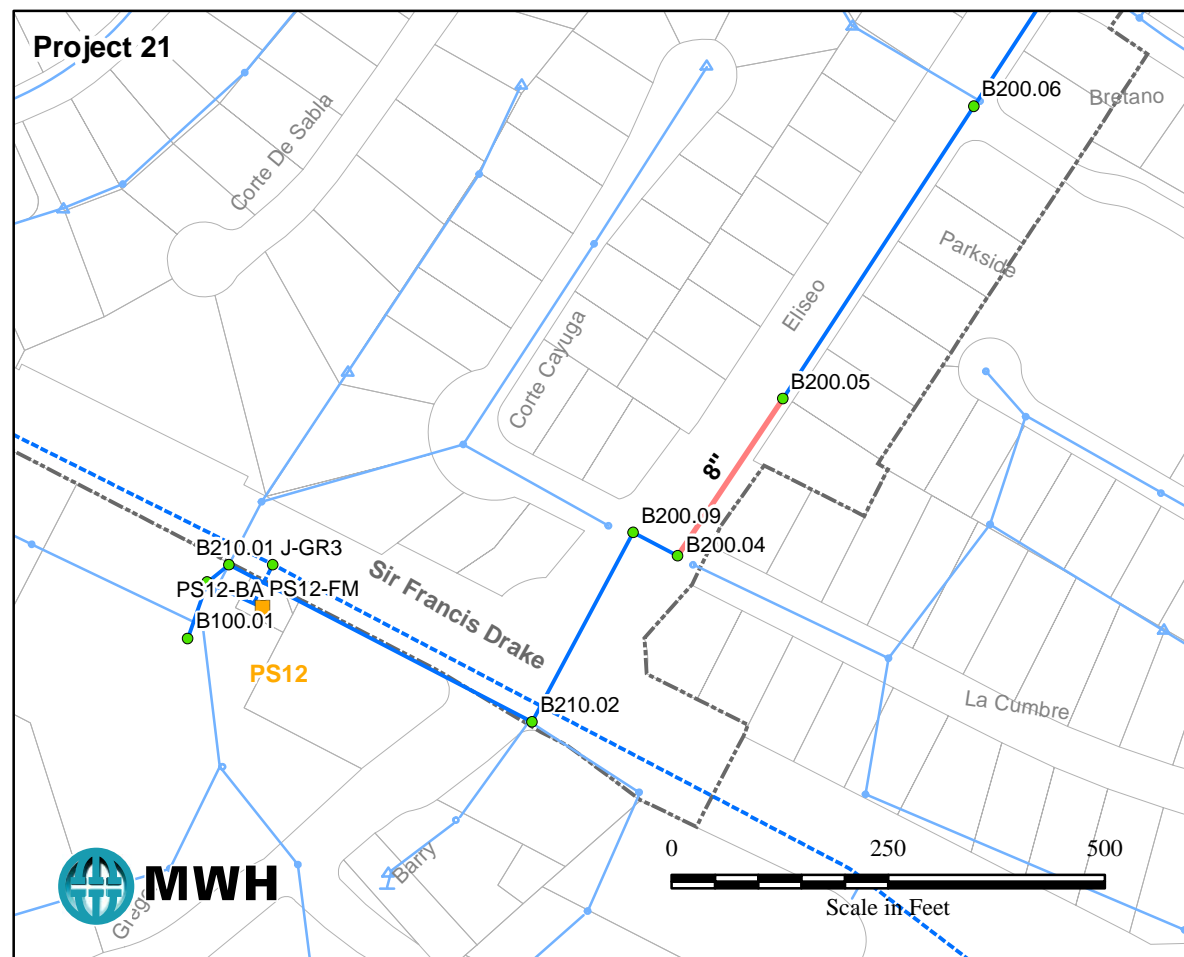 Project 21
B200.06
Bretano
Corte De Sabla
Parkside
Eliseo
Corte Cayuga
B200.05
8"
B200.09
B200.04
B210.01
J-GR3
Sir Francis Drake
PS12-BA
PS12-FM
B100.01
PS12
B210.02
La Cumbre
Barry
MWH
0
250
500
Scale in Feet